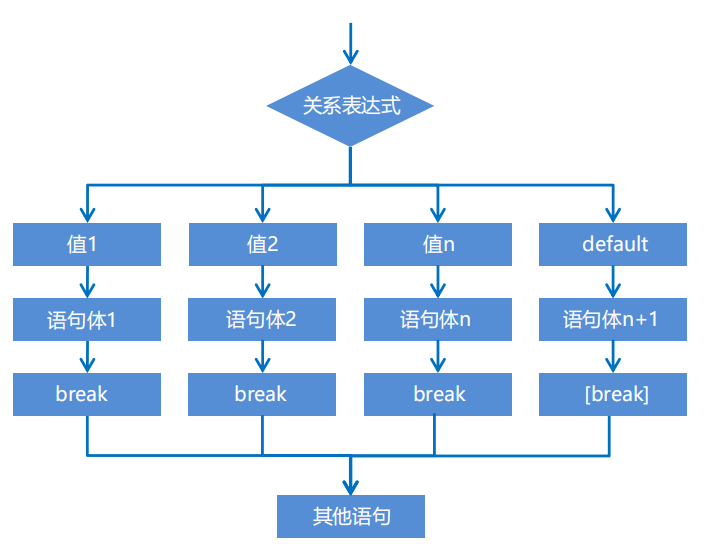 关系表达式
值1
值2
值n
default
语句体1
语句体2
语句体n
语句体n+1
break
break
break
[break]
其他语句